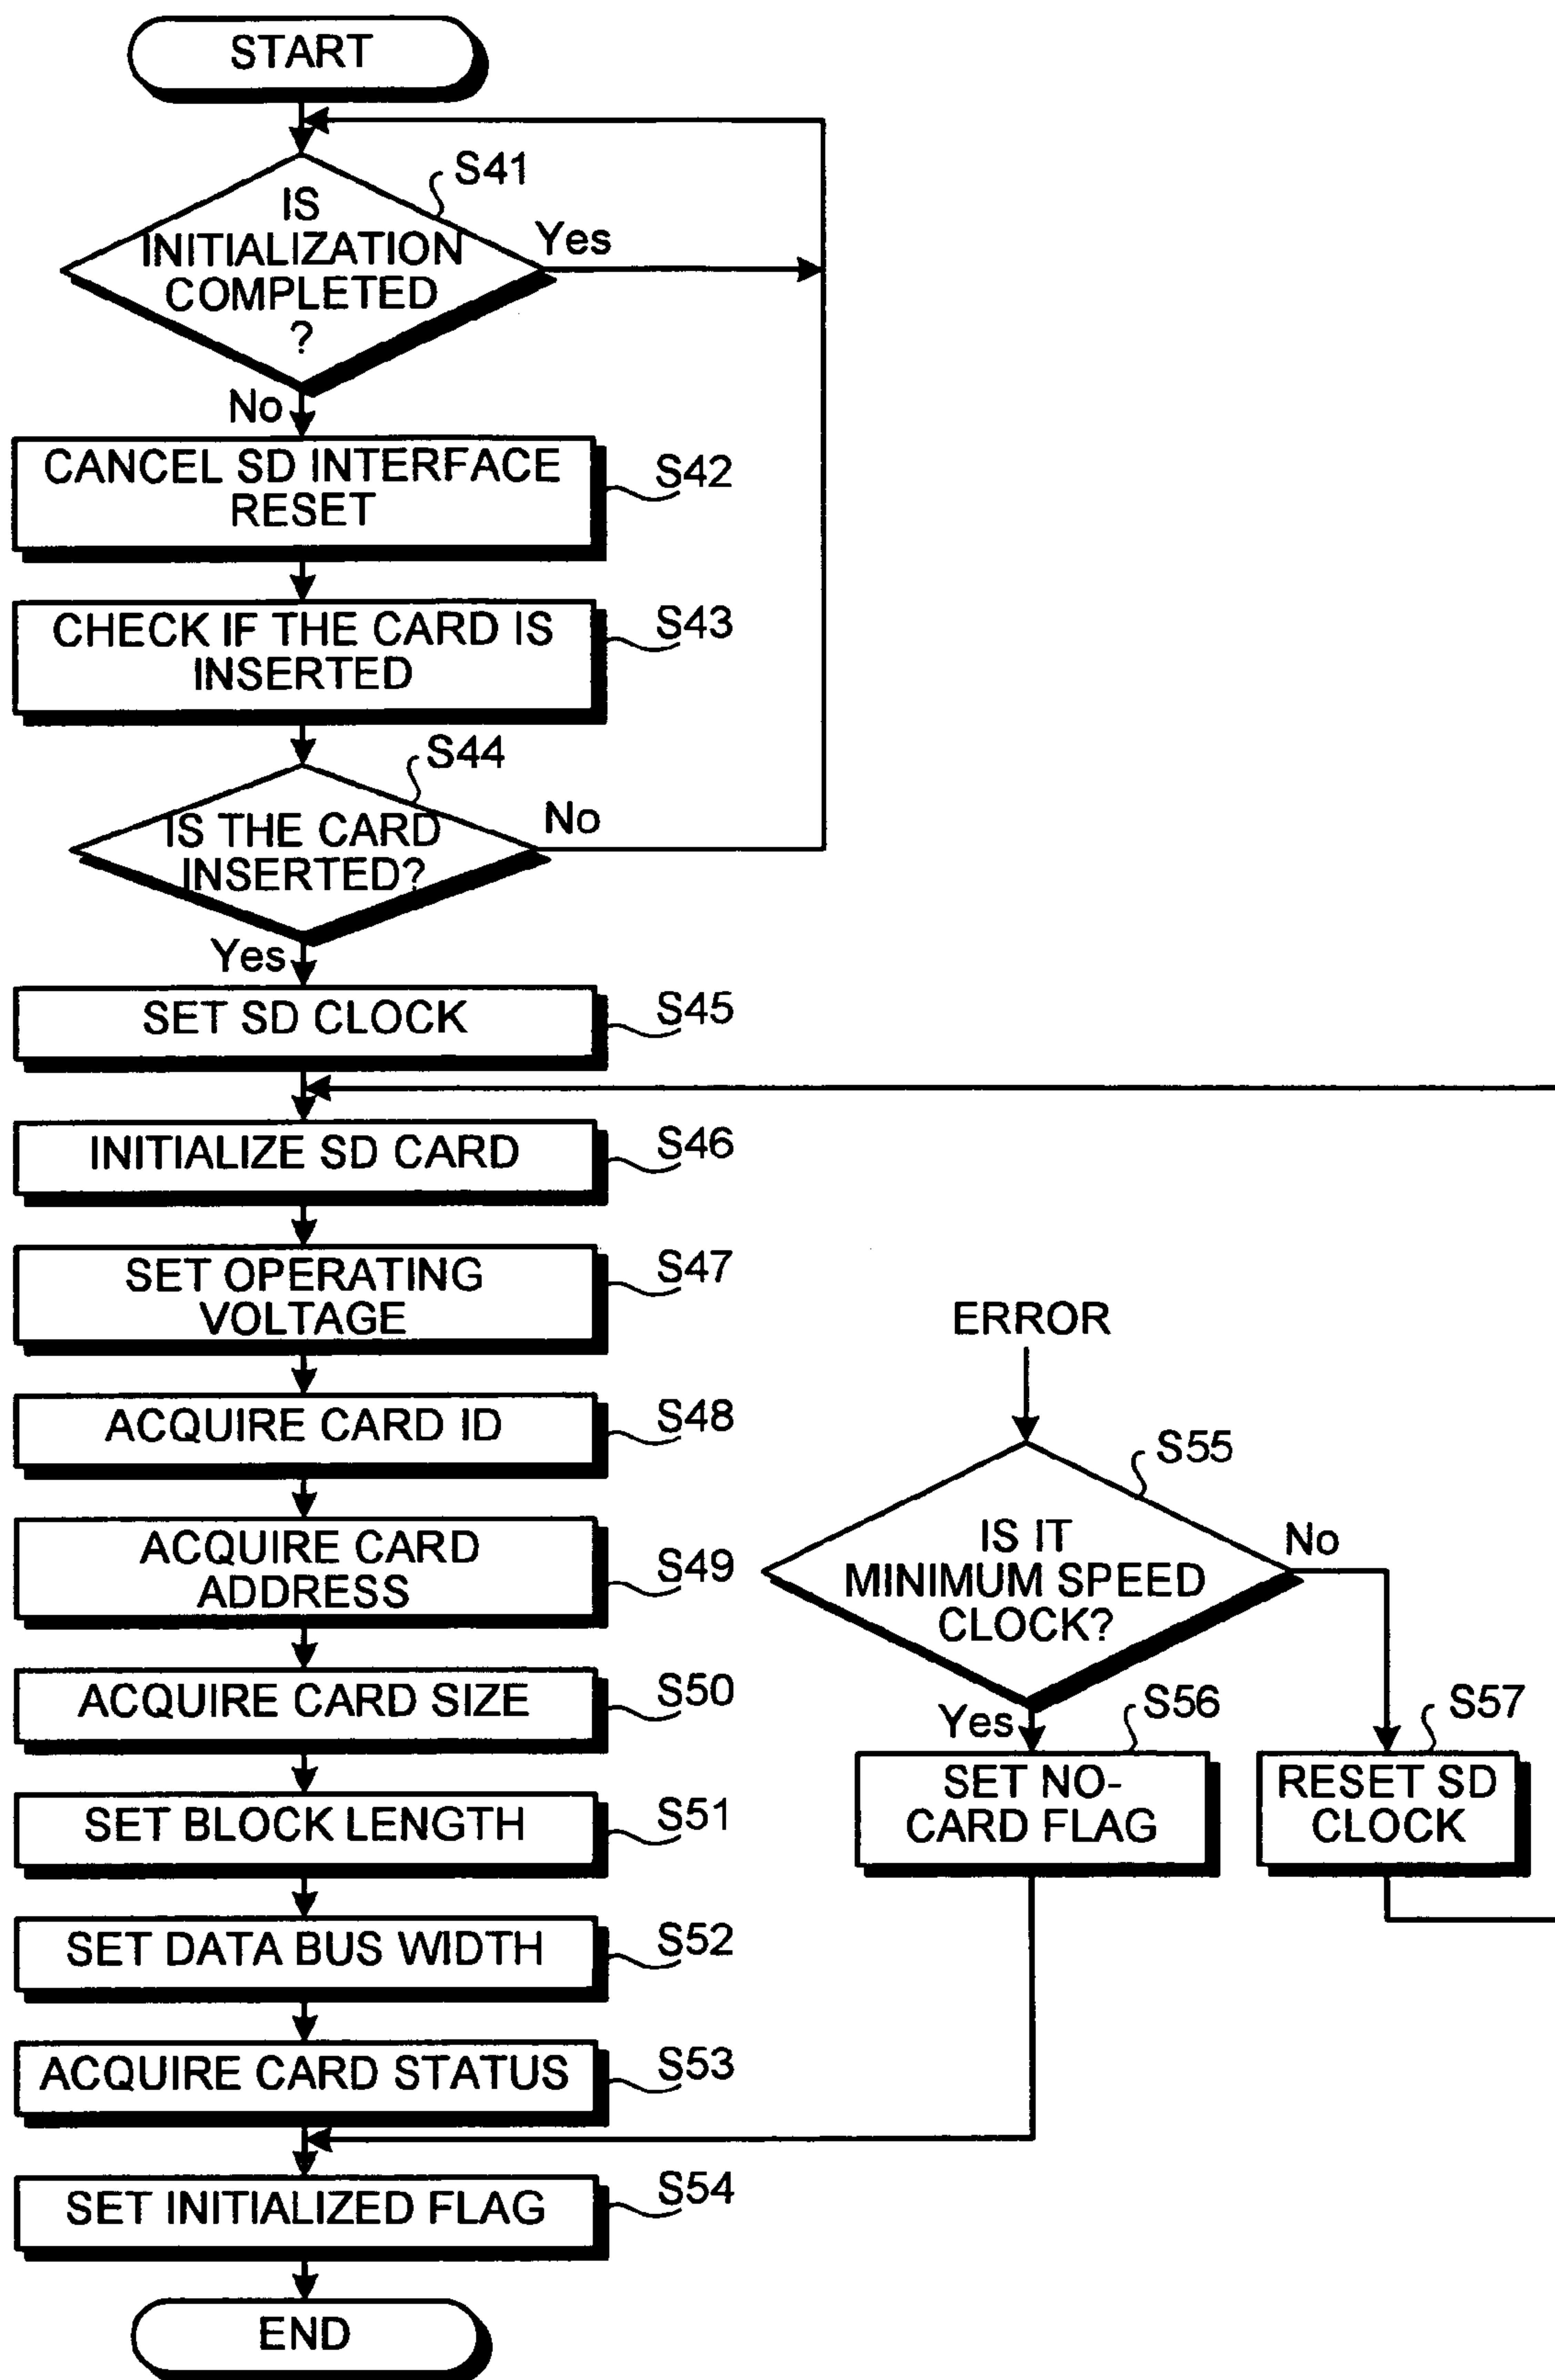 START
S41
IS
INITIALIZATION
COMPLETED
?
Yes
No
CANCEL SD INTERFACE
RESET
S42
CHECK IF THE CARD IS
INSERTED
S43
S44
IS THE CARD
INSERTED?
No
Yes
SET SD CLOCK
S45
INITIALIZE SD CARD
S46
SET OPERATING
VOLTAGE
S47
ACQUIRE CARD ID
S48
ACQUIRE CARD
ADDRESS
S49
ACQUIRE CARD SIZE
S50
SET BLOCK LENGTH
S51
SET DATA BUS WIDTH
S52
ACQUIRE CARD STATUS
S53
SET INITIALIZED FLAG
S54
END
ERROR
S55
IS IT
MINIMUM SPEED
CLOCK?
No
Yes
S56
SET NO-
CARD FLAG
S57
RESET SD
CLOCK